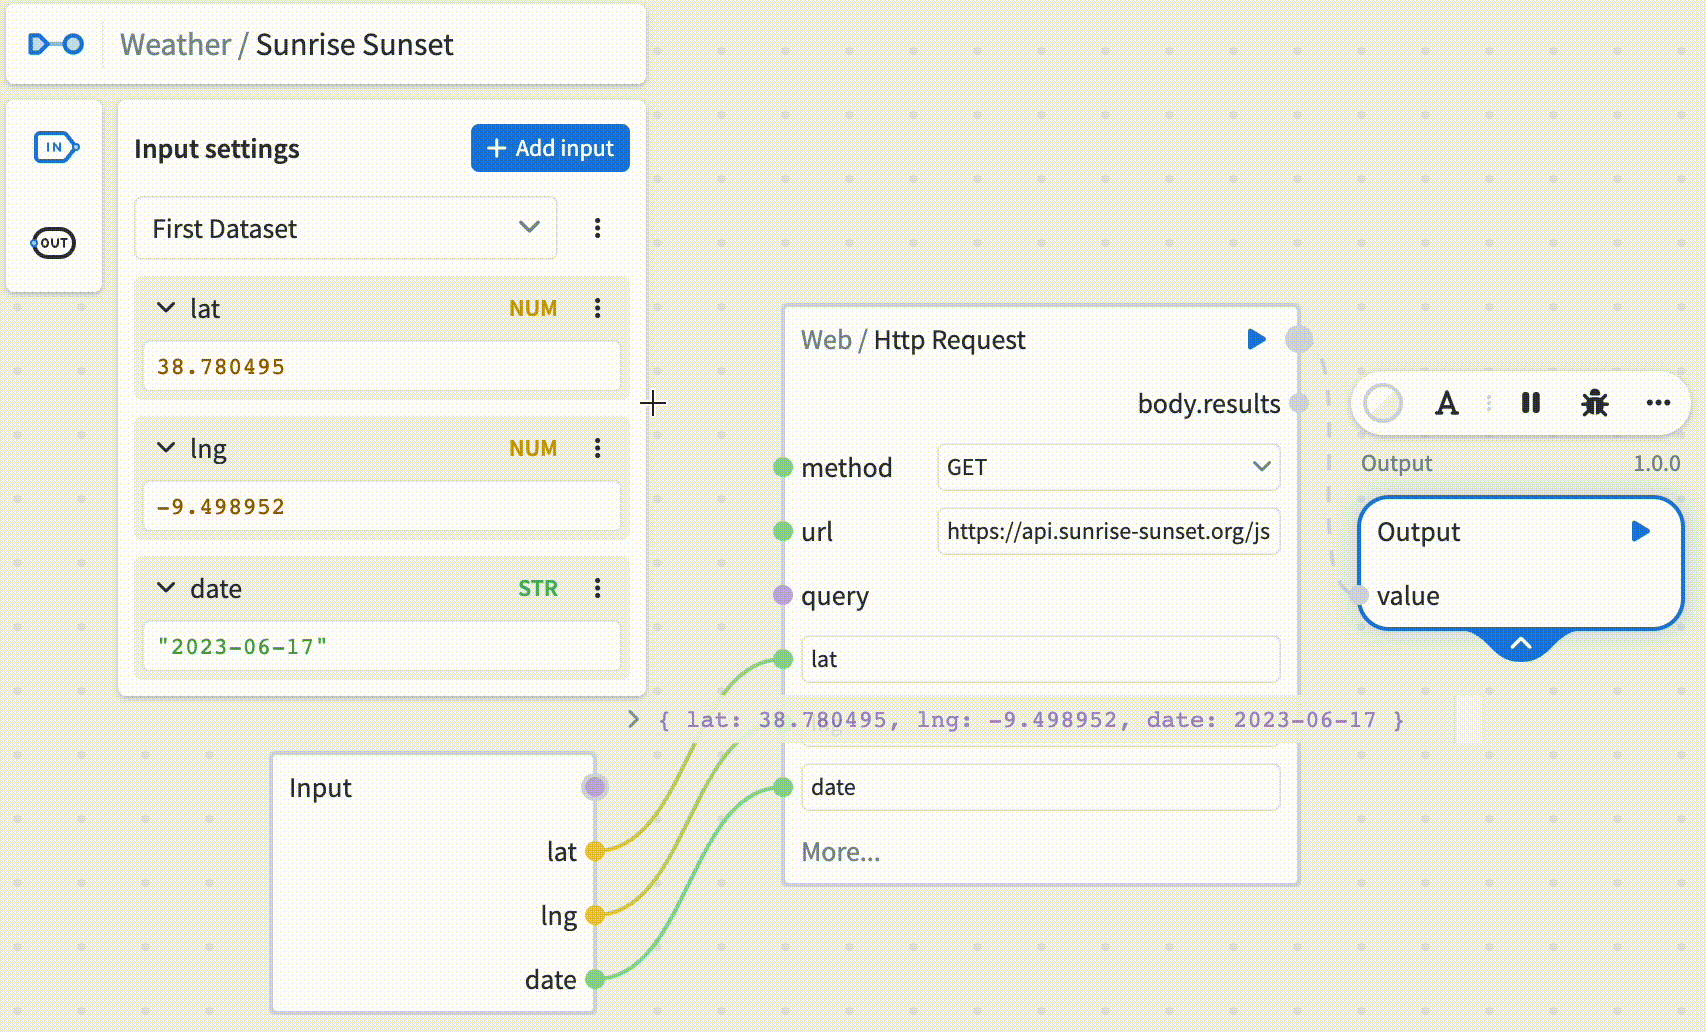 Weather / Sunrise Sunset
IN
OUT
Input settings
+ Add input
First Dataset
lat NUM
38.780495
lng NUM
-9.498952
date STR
"2023-06-17"
Web / Http Request
body.results
method GET
url https://api.sunrise-sunset.org/js
query
lat
date
More...
A
Output 1.0.0
Output
value
> { lat: 38.780495, lng: -9.498952, date: 2023-06-17 }
Input
lat
lng
date